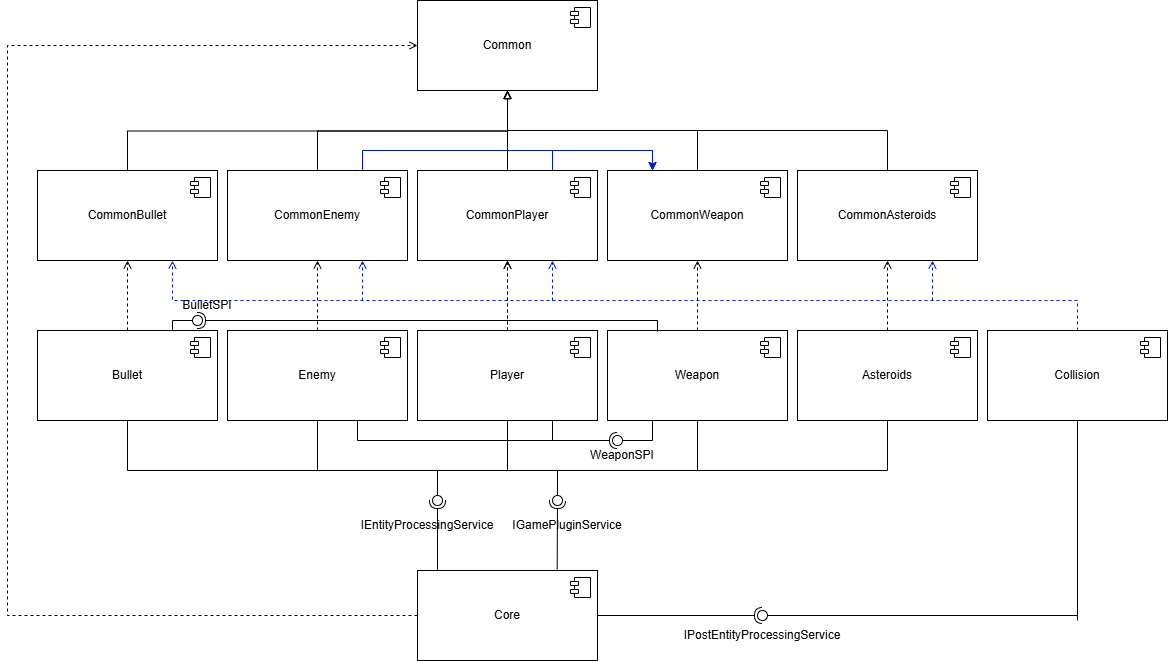 Common
CommonBullet
CommonEnemy
CommonPlayer
CommonWeapon
CommonAsteroids
BulletSPI
Bullet
Enemy
Player
Weapon
Asteroids
Collision
WeaponSPI
IEntityProcessingService
IGamePluginService
Core
IPostEntityProcessingService